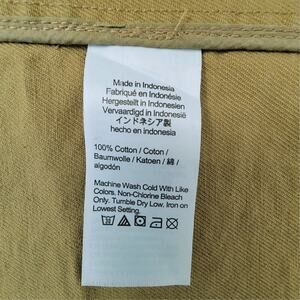 Made in Indonesia
Fabriqué en Indonesia
Hergestellt in Indonesien
Vervaardigd in Indonesië
インドネシア製
hecho en indonesia
100% Cotton / Coton /
Baumwolle / Katoen / 綿 /
algodón
Machine Wash Cold With Like
Colors. Non-Chlorine Bleach
Only. Tumble Dry Low. Iron on
Lowest Setting.